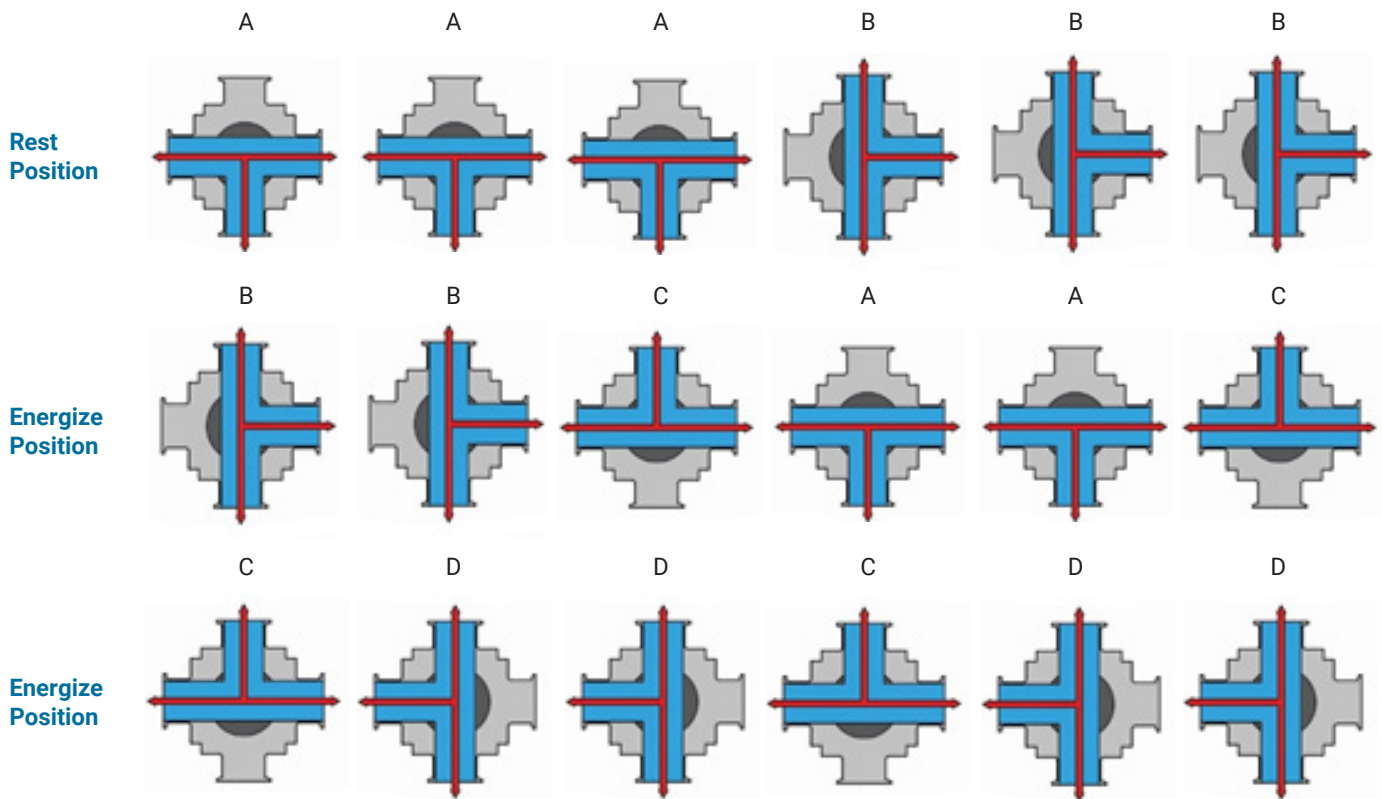 A A A B B B
Rest
Position
B B C A A C
Energize
Position
C D D C D D
Energize
Position